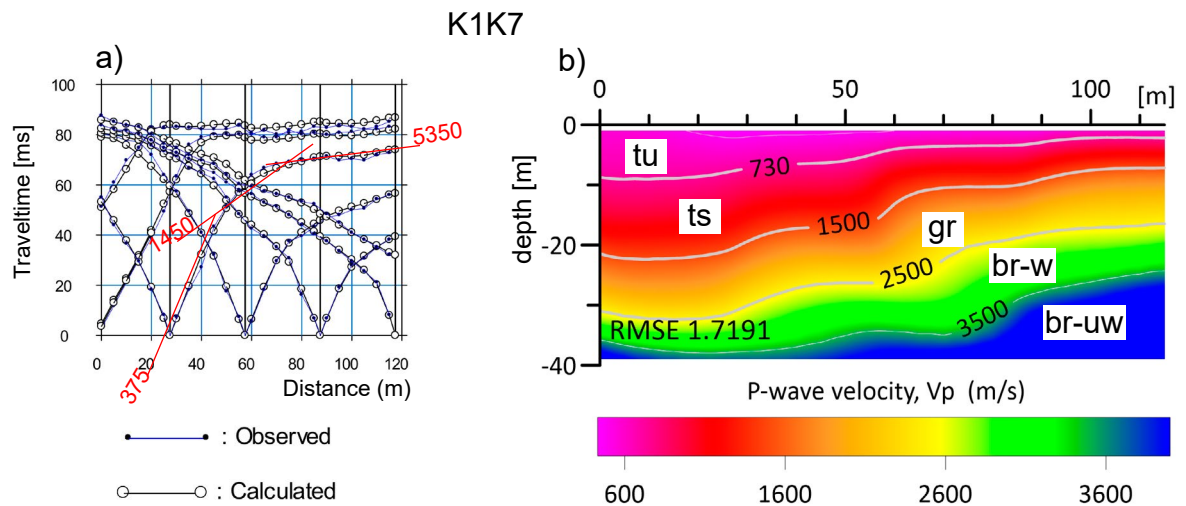 K1K7
a)
100
80
60
40
20
0
Traveltime [ms]
0 20 40 60 80 100 120
Distance (m)
375
1450
5350
: Observed
: Calculated
b)
0 50 100 [m]
0
-20
-40
depth [m]
tu
730
ts
1500
gr
2500
br-w
3500
br-uw
RMSE 1.7191
P-wave velocity, Vp (m/s)
600 1600 2600 3600